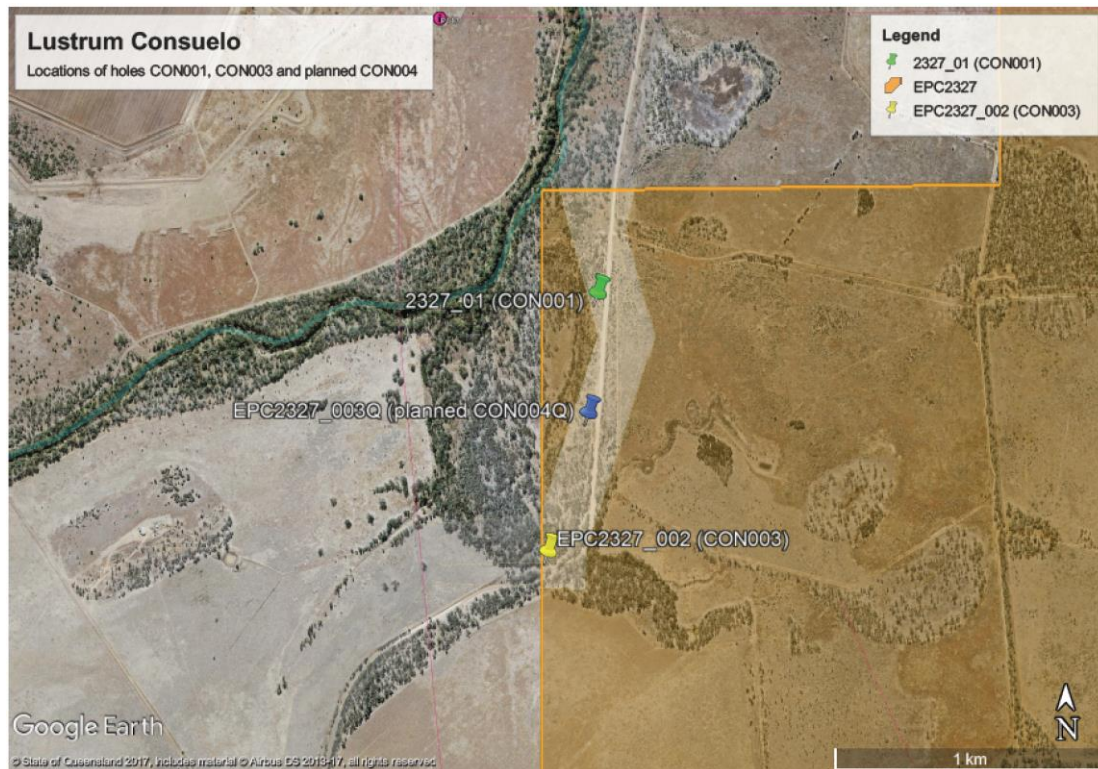 Lustrum Consuelo
Locations of holes CON001, CON003 and planned CON004
Legend
2327_01 (CON001)
EPC2327
EPC2327_002 (CON003)
2327_01 (CON001)
EPC2327_003Q (planned CON004Q)
EPC2327_002 (CON003)
Google Earth
© State of Queensland 2017, Includes material © Airbus DS 2013-17, all rights reserved
N
1 km